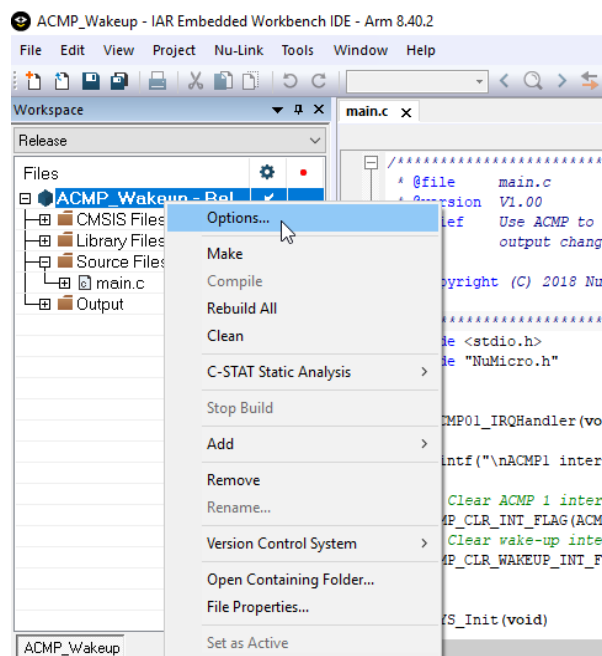 ACMP_Wakeup - IAR Embedded Workbench IDE - Arm 8.40.2
File Edit View Project Nu-Link Tools Window Help
Workspace
Release
Files
ACMP_Wakeup - Rel
CMSIS Files
Library Files
Source Files
main.c
Output
ACMP_Wakeup
Options...
Make
Compile
Rebuild All
Clean
C-STAT Static Analysis
Stop Build
Add
Remove
Rename...
Version Control System
Open Containing Folder...
File Properties...
Set as Active
main.c
/**************************
* @file main.c
V1.00
ief Use ACMP to
output chang
pyright (C) 2018 Nu
********************
de <stdio.h>
de "NuMicro.h"
CMP01_IRQHandler(vo
intf("\nACMP1 inter
Clear ACMP 1 inter
MP_CLR_INT_FLAG(ACM
Clear wake-up inte
MP_CLR_WAKEUP_INT_F
YS_Init(void)